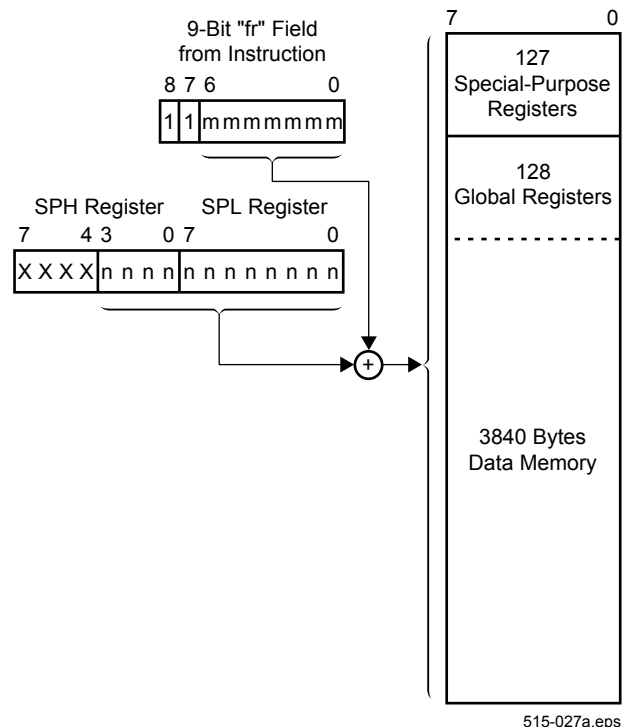 9-Bit "fr" Field
from Instruction
8 7 6 0
1 1 m m m m m m m
SPH Register SPL Register
7 4 3 0 7 0
X X X X n n n n n n n n n n n n
+
7 0
127
Special-Purpose
Registers
128
Global Registers
3840 Bytes
Data Memory
515-027a.eps